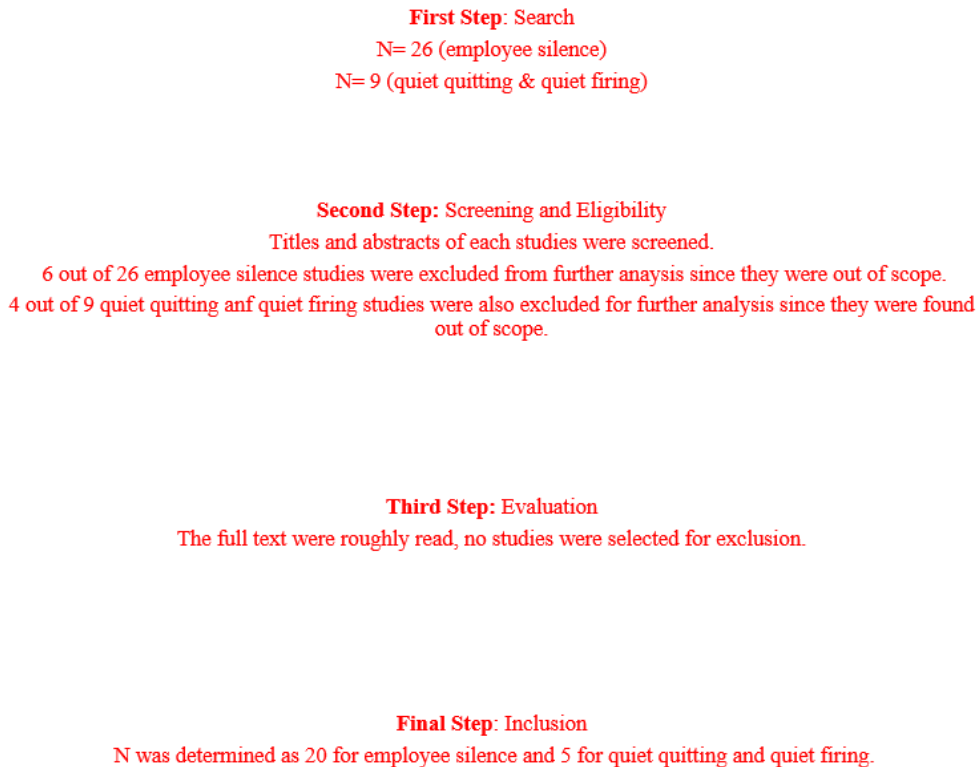 First Step: Search
N= 26 (employee silence)
N= 9 (quiet quitting & quiet firing)
Second Step: Screening and Eligibility
Titles and abstracts of each studies were screened.
6 out of 26 employee silence studies were excluded from further anaysis since they were out of scope.
4 out of 9 quiet quitting anf quiet firing studies were also excluded for further analysis since they were found
out of scope.
Third Step: Evaluation
The full text were roughly read, no studies were selected for exclusion.
Final Step: Inclusion
N was determined as 20 for employee silence and 5 for quiet quitting and quiet firing.